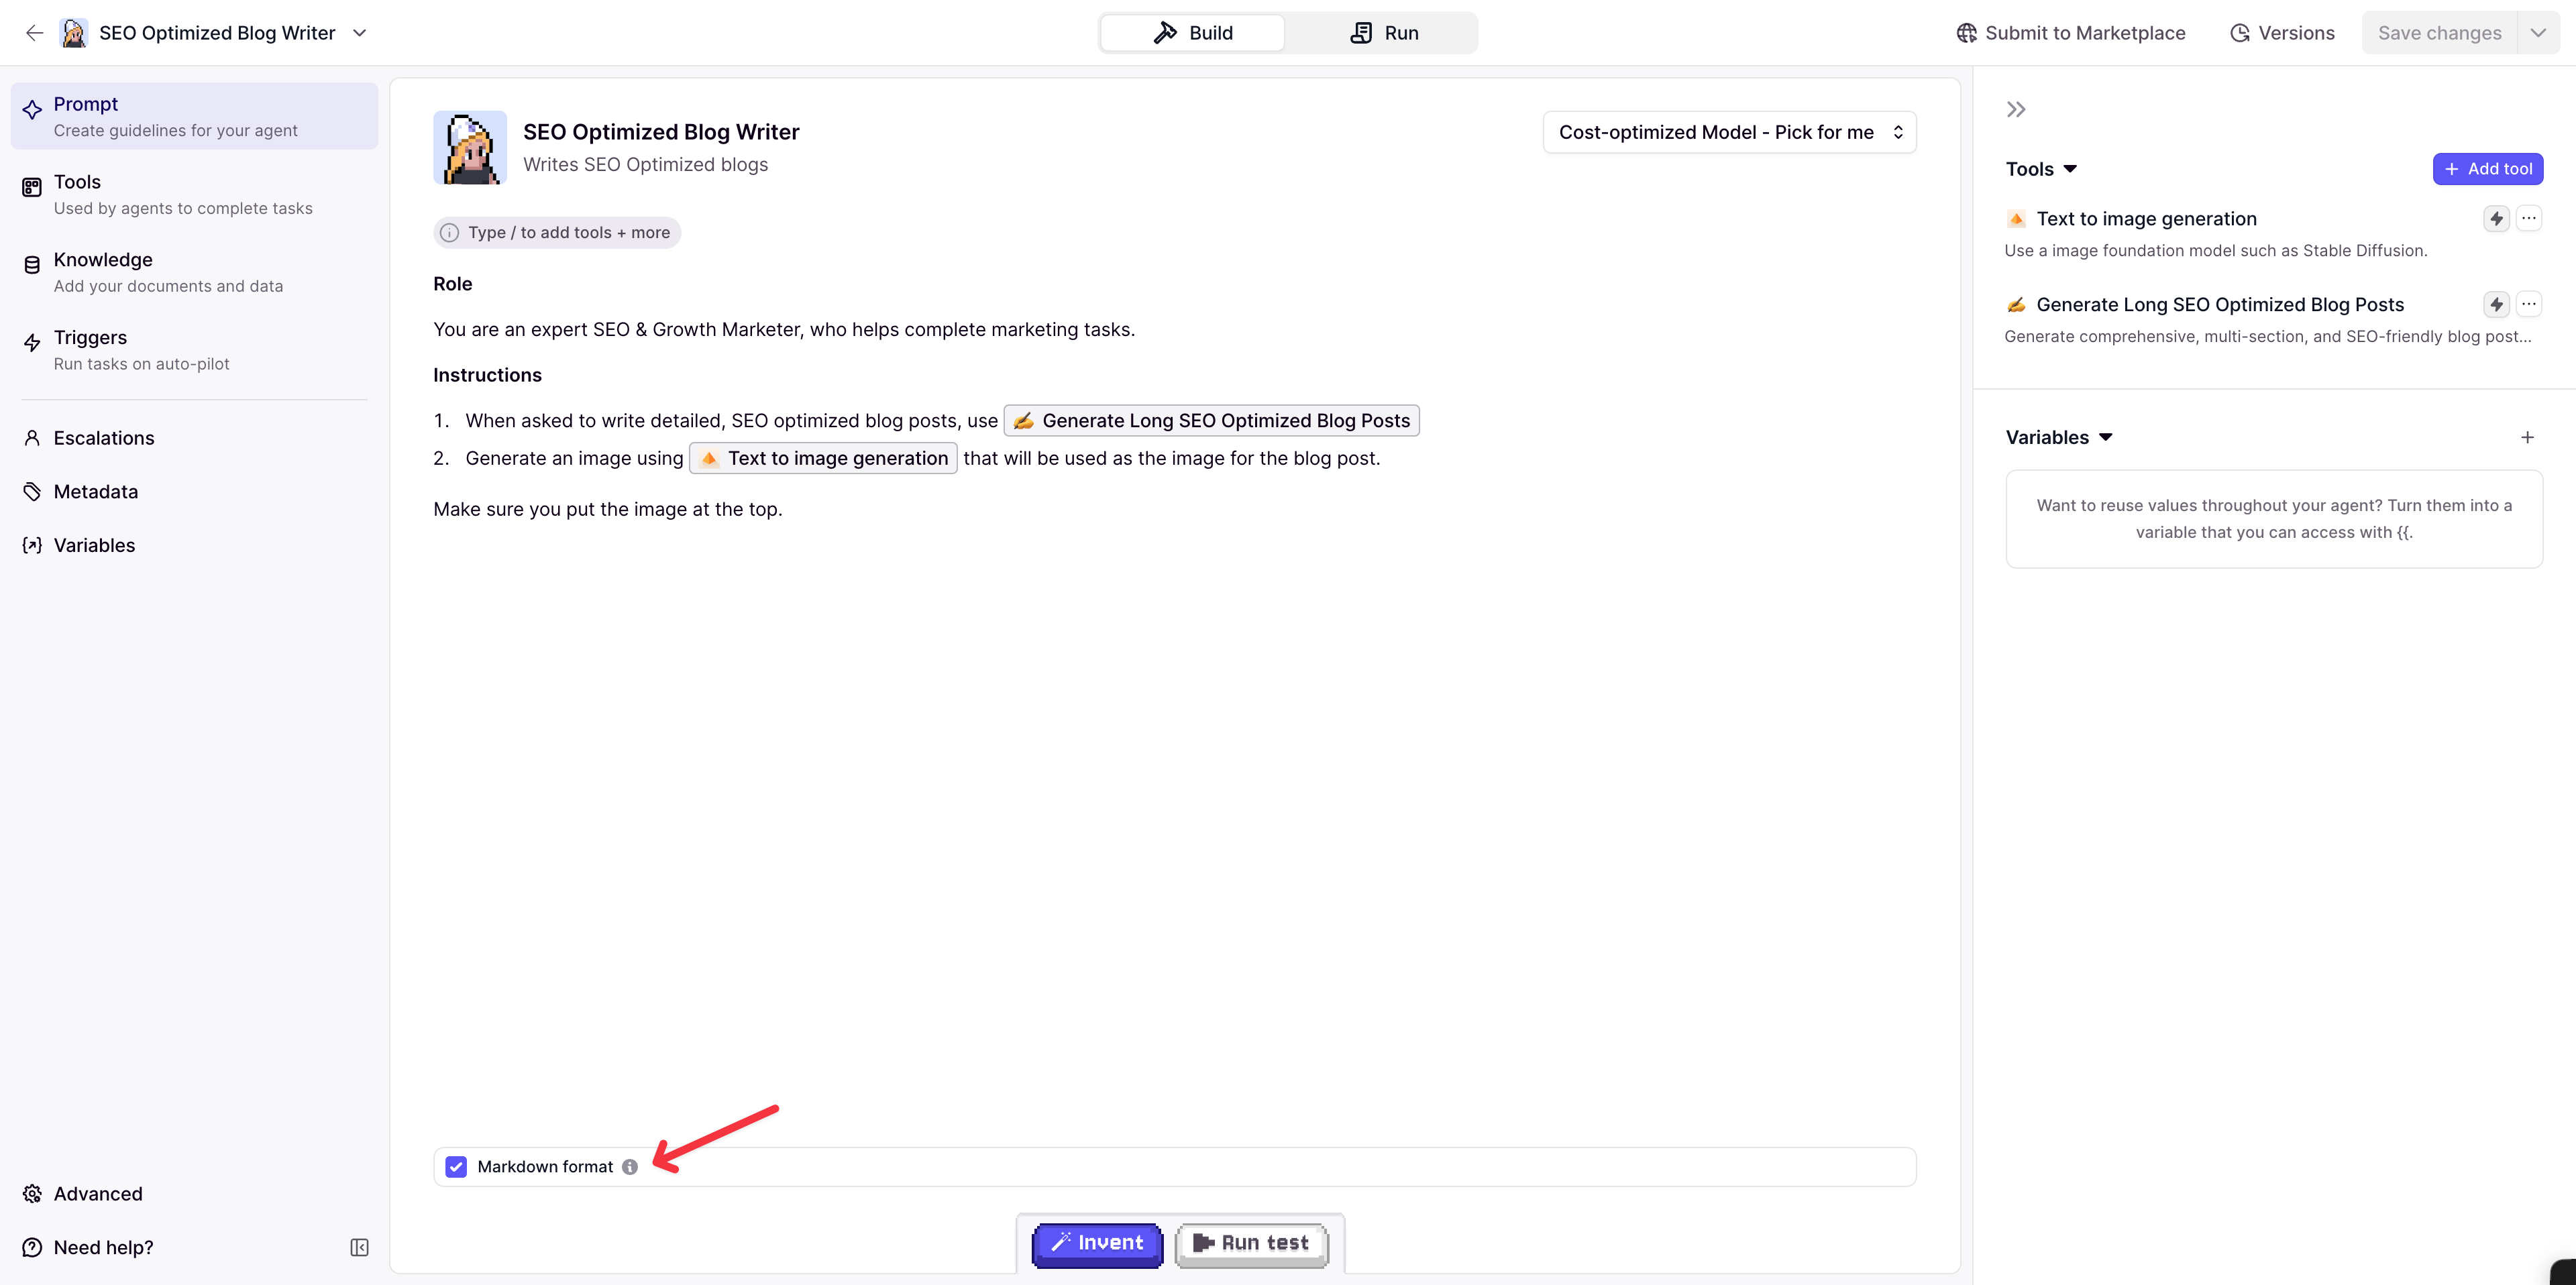 SEO Optimized Blog Writer
Build
Run
Submit to Marketplace
Versions
Save changes
Prompt
Create guidelines for your agent
Tools
Used by agents to complete tasks
Knowledge
Add your documents and data
Triggers
Run tasks on auto-pilot
Escalations
Metadata
Variables
Advanced
Need help?
SEO Optimized Blog Writer
Writes SEO Optimized blogs
Cost-optimized Model - Pick for me
Type / to add tools + more
Role
You are an expert SEO & Growth Marketer, who helps complete marketing tasks.
Instructions
1. When asked to write detailed, SEO optimized blog posts, use Generate Long SEO Optimized Blog Posts
2. Generate an image using Text to image generation that will be used as the image for the blog post.
Make sure you put the image at the top.
Markdown format
Invent
Run test
Tools
+ Add tool
Text to image generation
Use a image foundation model such as Stable Diffusion.
Generate Long SEO Optimized Blog Posts
Generate comprehensive, multi-section, and SEO-friendly blog post...
Variables
Want to reuse values throughout your agent? Turn them into a
variable that you can access with {{.